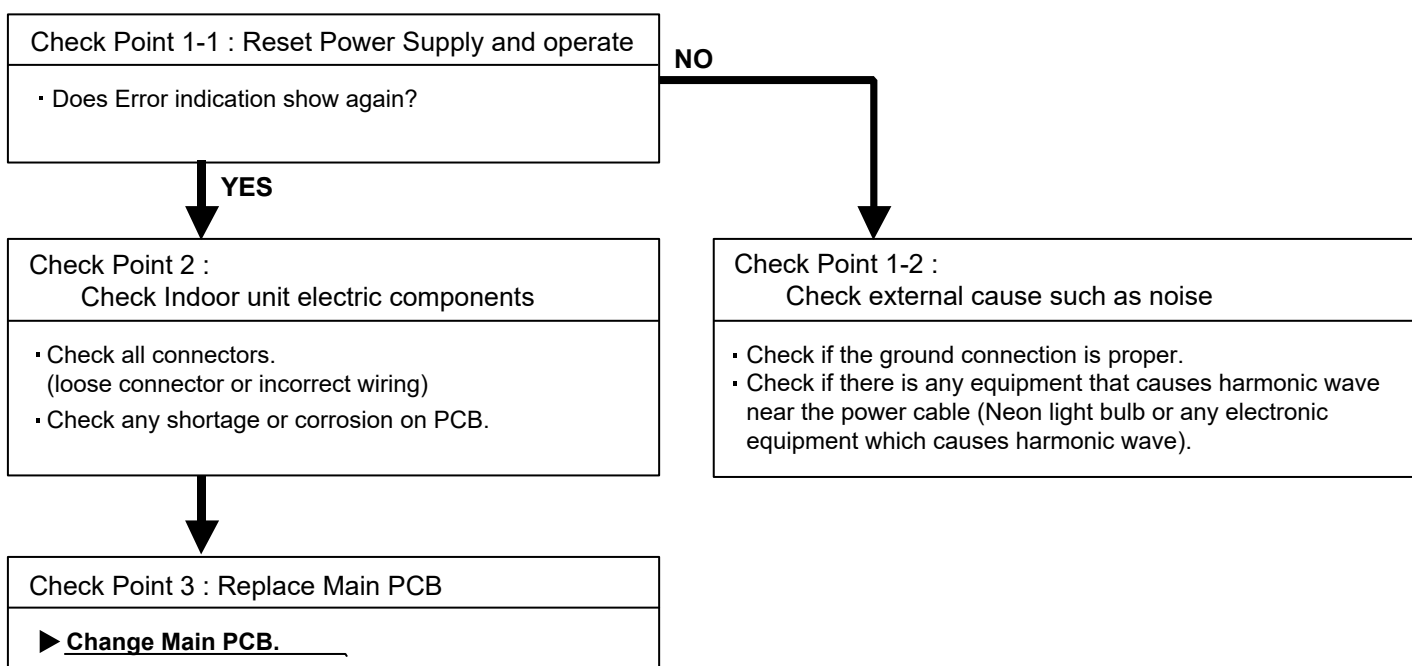 Check Point 1-1 : Reset Power Supply and operate
・Does Error indication show again?
NO
YES
Check Point 2 :
Check Indoor unit electric components
・Check all connectors.
(loose connector or incorrect wiring)
・Check any shortage or corrosion on PCB.
Check Point 1-2 :
Check external cause such as noise
・Check if the ground connection is proper.
・Check if there is any equipment that causes harmonic wave
near the power cable (Neon light bulb or any electronic
equipment which causes harmonic wave).
Check Point 3 : Replace Main PCB
▶ Change Main PCB.